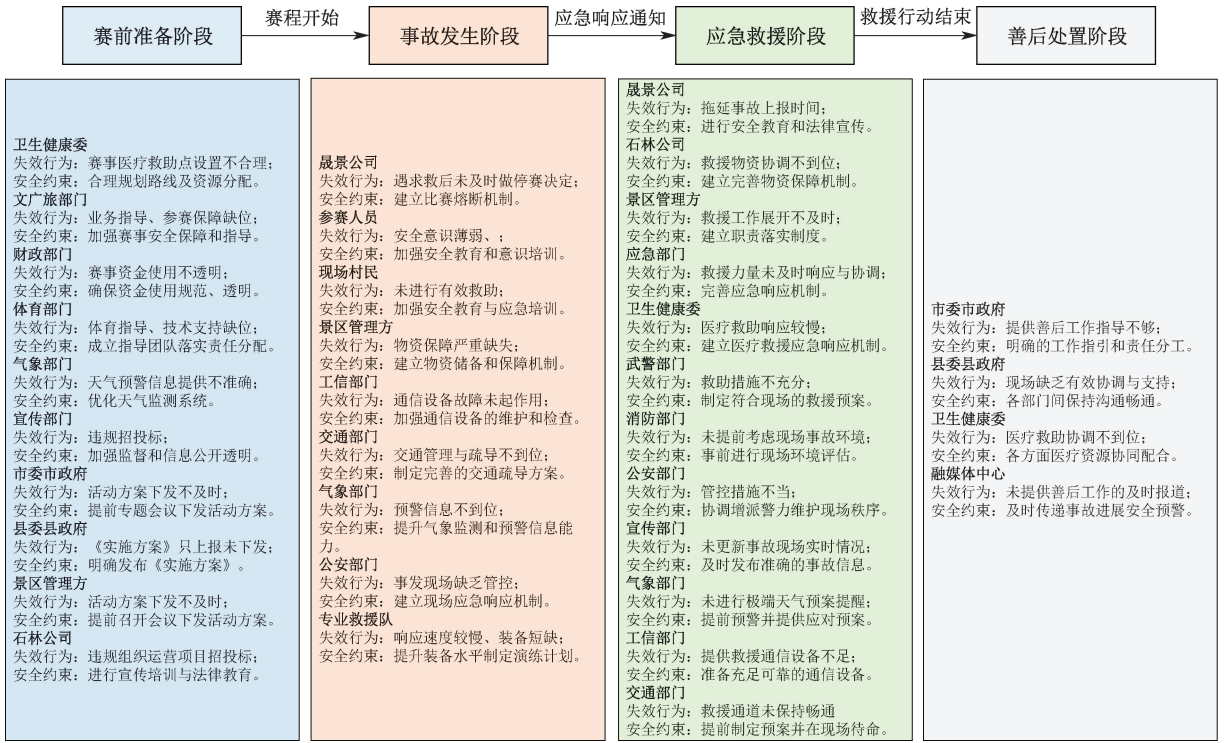 赛前准备阶段
赛程开始
事故发生阶段
应急响应通知
应急救援阶段
救援行动结束
善后处置阶段
卫生健康委
失效行为：赛事医疗救助点设置不合理；
安全约束：合理规划路线及资源分配。
文广旅部门
失效行为：业务指导、参赛保障缺位；
安全约束：加强赛事安全保障和指导。
财政部门
失效行为：赛事资金使用不透明；
安全约束：确保资金使用规范、透明。
体育部门
失效行为：体育指导、技术支持缺位；
安全约束：成立指导团队落实责任分配。
气象部门
失效行为：天气预警信息提供不准确；
安全约束：优化天气监测系统。
宣传部门
失效行为：违规招投标；
安全约束：加强监督和信息公开透明。
市委市政府
失效行为：活动方案下发不及时；
安全约束：提前专题会议下发活动方案。
县委县政府
失效行为：《实施方案》只上报未下发；
安全约束：明确发布《实施方案》。
景区管理方
失效行为：活动方案下发不及时；
安全约束：提前召开会议下发活动方案。
石林公司
失效行为：违规组织运营项目招投标；
安全约束：进行宣传培训与法律教育。
晟景公司
失效行为：遇求救后未及时做停赛决定；
安全约束：建立比赛熔断机制。
参赛人员
失效行为：安全意识薄弱、；
安全约束：加强安全教育和意识培训。
现场村民
失效行为：未进行有效救助；
安全约束：加强安全教育与应急培训。
景区管理方
失效行为：物资保障严重缺失；
安全约束：建立物资储备和保障机制。
工信部门
失效行为：通信设备故障未起作用；
安全约束：加强通信设备的维护和检查。
交通部门
失效行为：交通管理与疏导不到位；
安全约束：制定完善的交通疏导方案。
气象部门
失效行为：预警信息不到位；
安全约束：提升气象监测和预警信息能
力。
公安部门
失效行为：事发现场缺乏管控；
安全约束：建立现场应急响应机制。
专业救援队
失效行为：响应速度较慢、装备短缺；
安全约束：提升装备水平制定演练计划。
晟景公司
失效行为：拖延事故上报时间；
安全约束：进行安全教育和法律宣传。
石林公司
失效行为：救援物资协调不到位；
安全约束：建立完善物资保障机制。
景区管理方
失效行为：救援工作展开不及时；
安全约束：建立职责落实制度。
应急部门
失效行为：救援力量未及时响应与协调；
安全约束：完善应急响应机制。
卫生健康委
失效行为：医疗救助响应较慢；
安全约束：建立医疗救援应急响应机制。
武警部门
失效行为：救助措施不充分；
安全约束：制定符合现场的救援预案。
消防部门
失效行为：未提前考虑现场事故环境；
安全约束：事前进行现场环境评估。
公安部门
失效行为：管控措施不当；
安全约束：协调增派警力维护现场秩序。
宣传部门
失效行为：未更新事故现场实时情况；
安全约束：及时发布准确的事故信息。
气象部门
失效行为：未进行极端天气预案提醒；
安全约束：提前预警并提供应对预案。
工信部门
失效行为：提供救援通信设备不足；
安全约束：准备充足可靠的通信设备。
交通部门
失效行为：救援通道未保持畅通
安全约束：提前制定预案并在现场待命。
市委市政府
失效行为：提供善后工作指导不够；
安全约束：明确的工作指引和责任分工。
县委县政府
失效行为：现场缺乏有效协调与支持；
安全约束：各部门间保持沟通畅通。
卫生健康委
失效行为：医疗救助协调不到位；
安全约束：各方面医疗资源协同配合。
融媒体中心
失效行为：未提供善后工作的及时报道；
安全约束：及时传递事故进展安全预警。